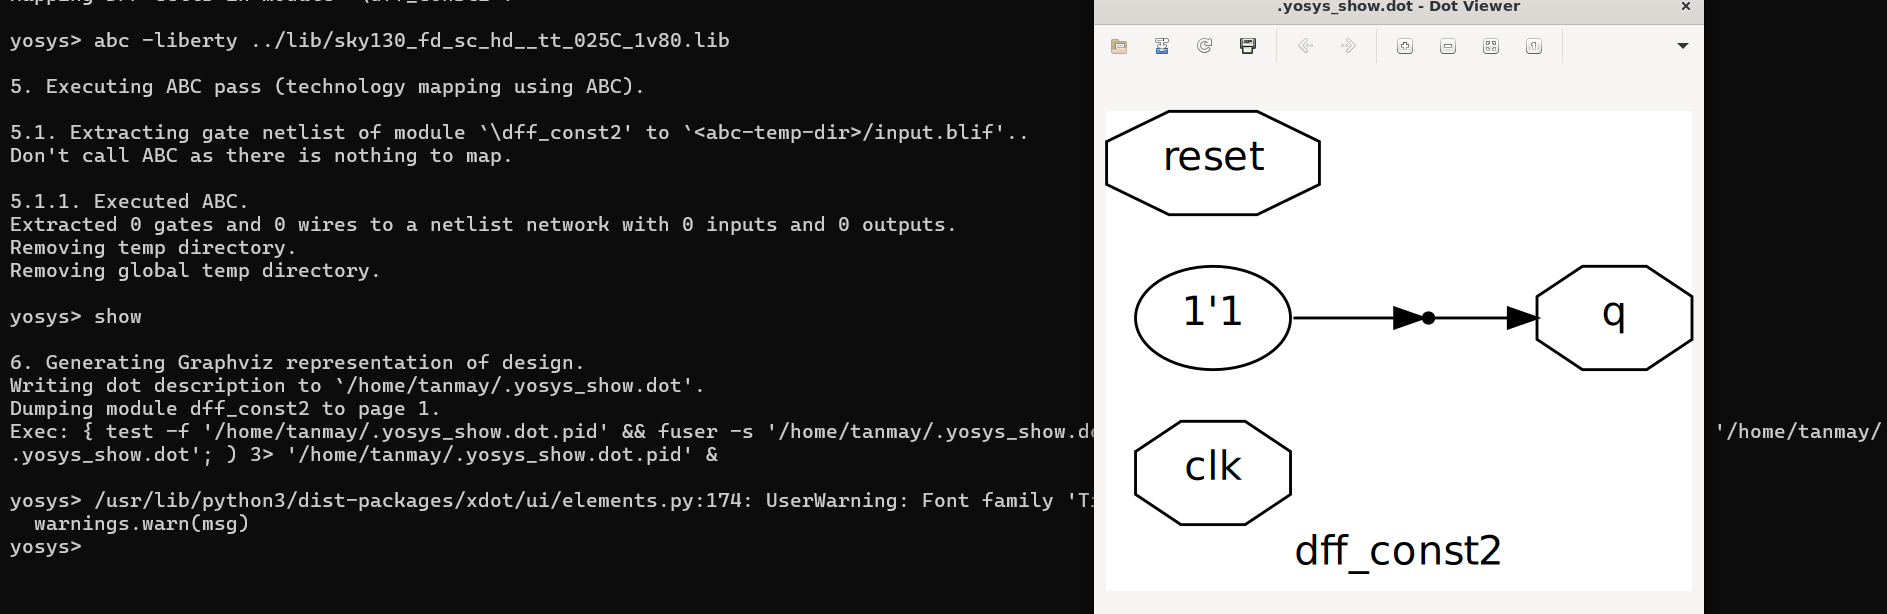 yosys> abc -liberty ../lib/sky130_fd_sc_hd__tt_025C_1v80.lib
5. Executing ABC pass (technology mapping using ABC).
5.1. Extracting gate netlist of module `\dff_const2' to `<abc-temp-dir>/input.blif'..
Don't call ABC as there is nothing to map.
5.1.1. Executed ABC.
Extracted 0 gates and 0 wires to a netlist network with 0 inputs and 0 outputs.
Removing temp directory.
Removing global temp directory.
yosys> show
6. Generating Graphviz representation of design.
Writing dot description to `/home/tanmay/.yosys_show.dot'.
Dumping module dff_const2 to page 1.
Exec: { test -f '/home/tanmay/.yosys_show.dot.pid' && fuser -s '/home/tanmay/.yosys_show.do '/home/tanmay/
.yosys_show.dot'; ) 3> '/home/tanmay/.yosys_show.dot.pid' &
yosys> /usr/lib/python3/dist-packages/xdot/ui/elements.py:174: UserWarning: Font family 'Ti
warnings.warn(msg)
yosys>
.yosys_show.dot - Dot Viewer
reset
1'1
q
clk
dff_const2